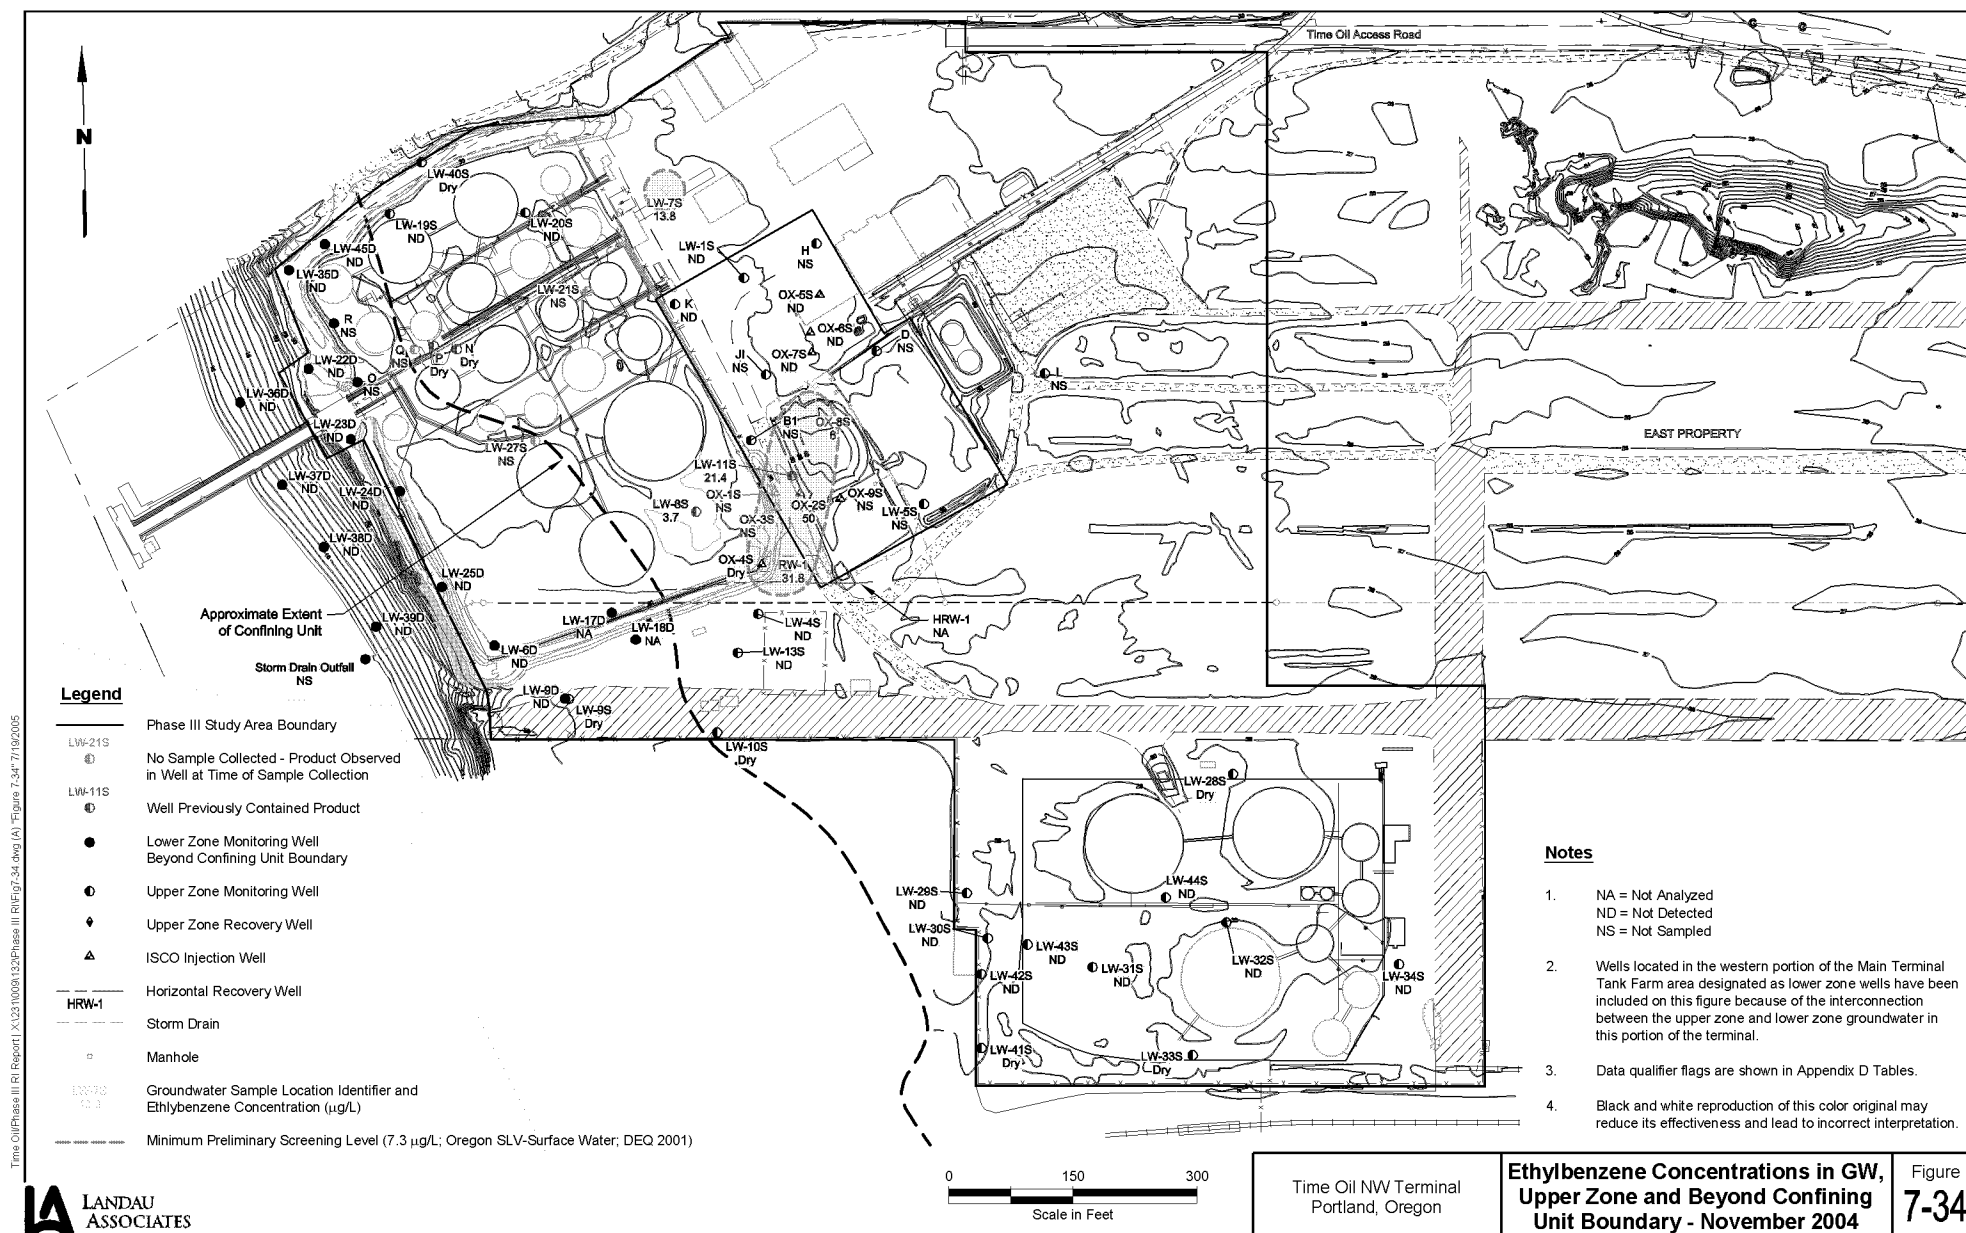 Time Oil Access Road
N
LW-40S
Dry
LW-7S
13.8
LW-19S
ND
LW-20S
ND
LW-45D
ND
LW-35D
ND
LW-1S
ND
H
NS
LW-21S
NS
OX-5S
ND
K
ND
R
NS
OX-6S
ND
D
NS
Q
NS
P
Dry
N
Dry
JI
NS
OX-7S
ND
LW-22D
ND
O
NS
L
NS
LW-36D
ND
LW-23D
ND
B1
NS
OX-8S
6
EAST PROPERTY
LW-27S
NS
LW-11S
21.4
LW-37D
ND
LW-24D
ND
OX-1S
NS
LW-8S
3.7
OX-2S
50
OX-9S
NS
LW-5S
NS
OX-3S
NS
LW-38D
ND
OX-4S
Dry
RW-1
31.8
LW-25D
ND
Approximate Extent
of Confining Unit
LW-39D
ND
LW-17D
NA
LW-18D
NA
LW-4S
ND
HRW-1
NA
LW-6D
ND
LW-13S
ND
Storm Drain Outfall
NS
LW-9D
ND
LW-9S
Dry
LW-10S
Dry
LW-28S
Dry
LW-29S
ND
LW-44S
ND
LW-30S
ND
LW-43S
ND
LW-42S
ND
LW-31S
ND
LW-32S
ND
LW-34S
ND
LW-41S
Dry
LW-33S
Dry
Legend
Phase III Study Area Boundary
LW-21S
No Sample Collected - Product Observed
in Well at Time of Sample Collection
LW-11S
Well Previously Contained Product
Lower Zone Monitoring Well
Beyond Confining Unit Boundary
Upper Zone Monitoring Well
Upper Zone Recovery Well
ISCO Injection Well
HRW-1
Horizontal Recovery Well
Storm Drain
Manhole
Groundwater Sample Location Identifier and
Ethlybenzene Concentration (µg/L)
Minimum Preliminary Screening Level (7.3 µg/L; Oregon SLV-Surface Water; DEQ 2001)
Notes
1. NA = Not Analyzed
ND = Not Detected
NS = Not Sampled
2. Wells located in the western portion of the Main Terminal
Tank Farm area designated as lower zone wells have been
included on this figure because of the interconnection
between the upper zone and lower zone groundwater in
this portion of the terminal.
3. Data qualifier flags are shown in Appendix D Tables.
4. Black and white reproduction of this color original may
reduce its effectiveness and lead to incorrect interpretation.
0 150 300
Scale in Feet
LANDAU
ASSOCIATES
Time Oil NW Terminal
Portland, Oregon
Ethylbenzene Concentrations in GW,
Upper Zone and Beyond Confining
Unit Boundary - November 2004
Figure
7-34